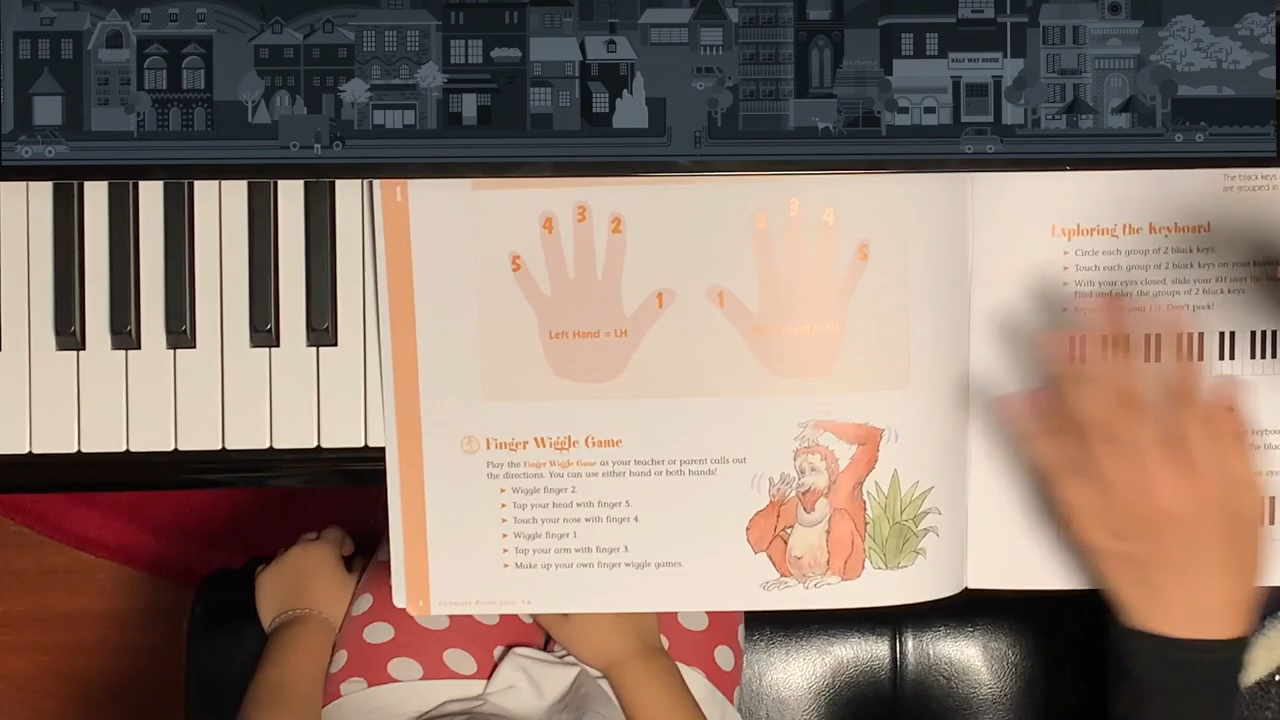 HALF WAY HOUSE
1
The black keys
are grouped in
4 3 2
5
1
Left Hand = LH
2 3 4
5
1
Exploring the Keyboard
➤ Circle each group of 2 black keys.
➤ Touch each group of 2 black keys on your
➤ With your eyes closed, slide your RH over the
Find and play the groups of 2 black keys.
➤ your LH. Don't peek!
Finger Wiggle Game
Play the Finger Wiggle Game as your teacher or parent calls out
the directions. You can use either hand or both hands!
➤ Wiggle finger 2.
➤ Tap your head with finger 5.
➤ Touch your nose with finger 4.
➤ Wiggle finger 1.
➤ Tap your arm with finger 3.
➤ Make up your own finger wiggle games.